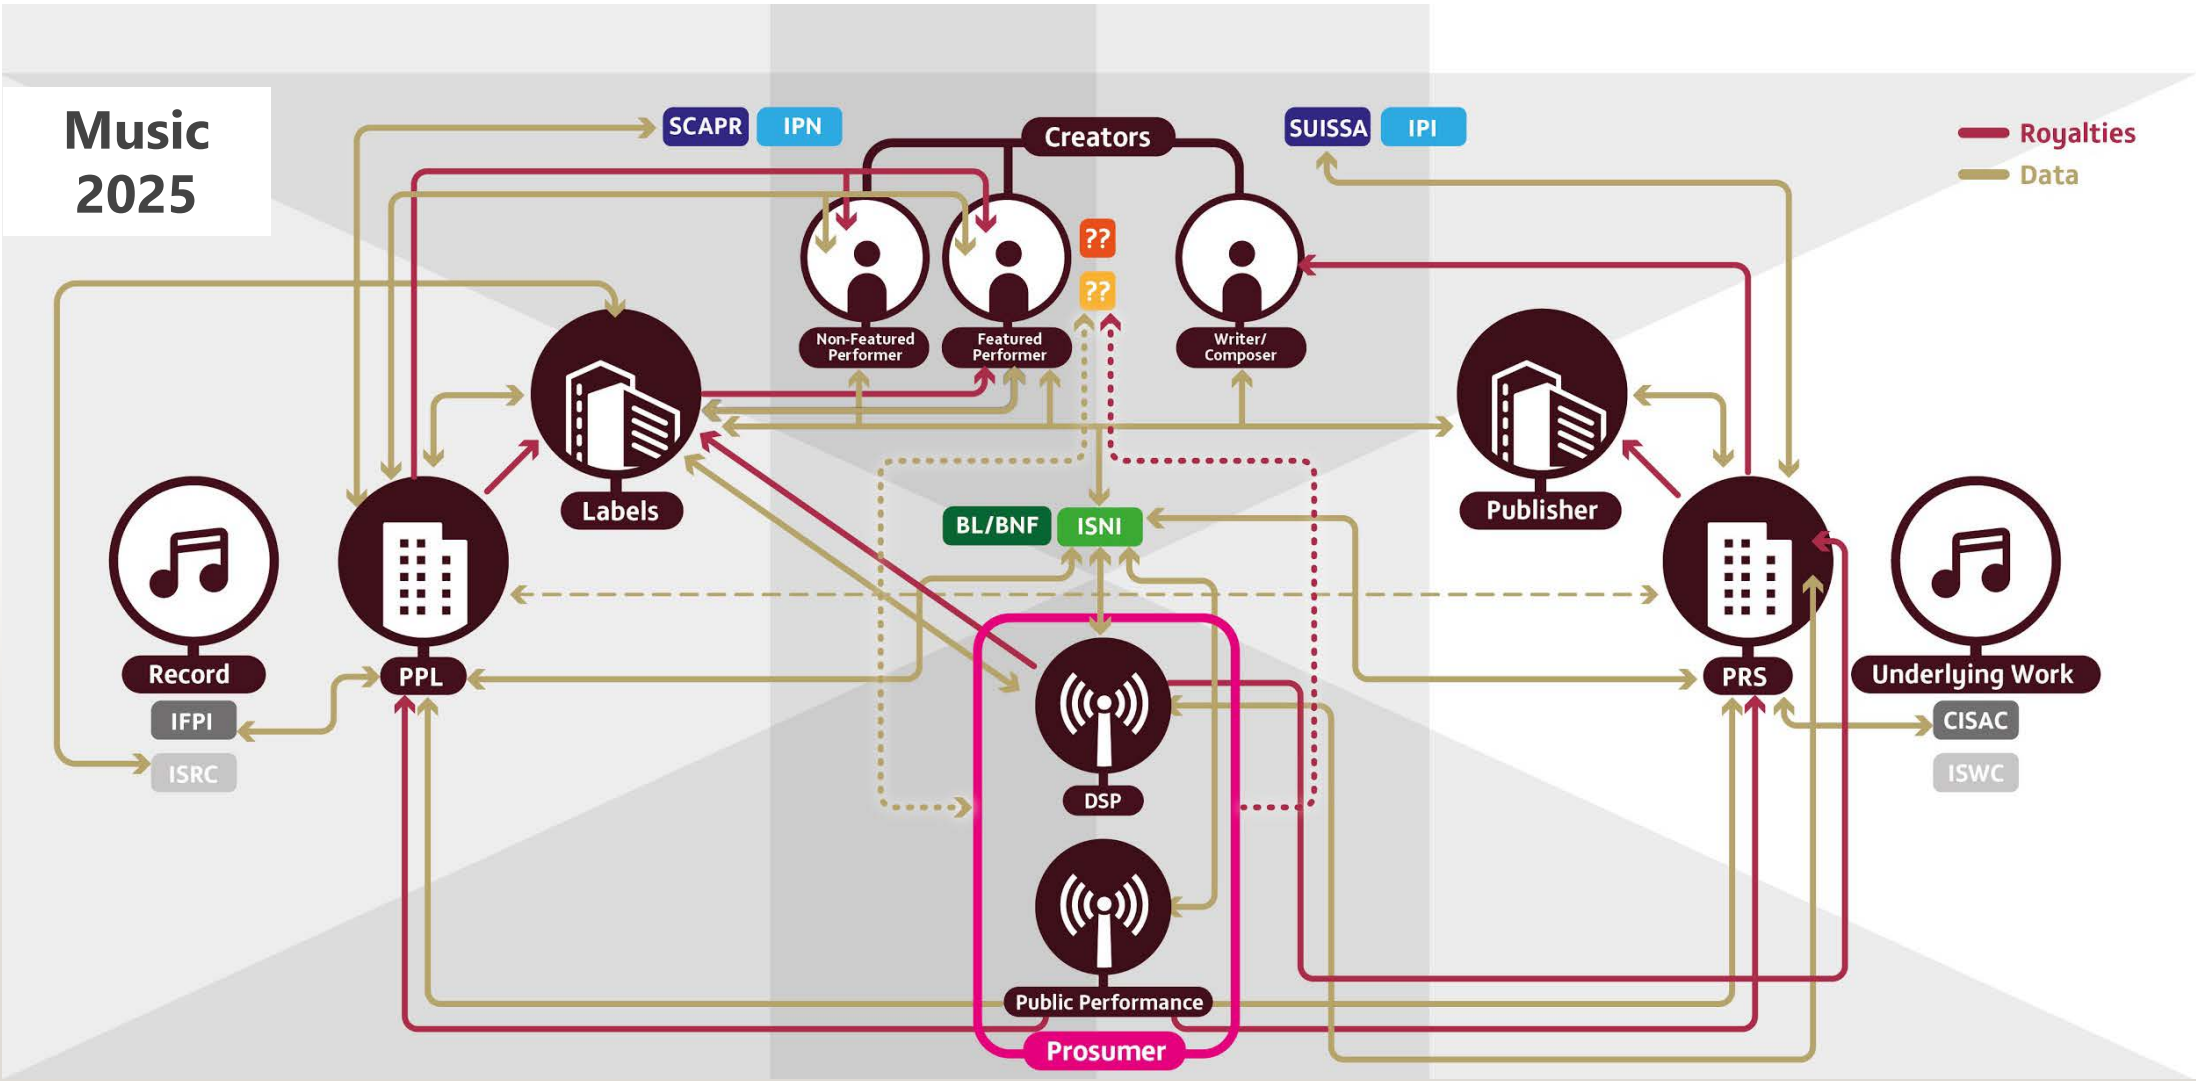 Music
2025
SCAPR
IPN
Creators
SUISSA
IPI
Royalties
Data
??
??
Non-Featured
Performer
Featured
Performer
Writer/
Composer
Labels
Publisher
BL/BNF
ISNI
Record
PPL
PRS
Underlying Work
IFPI
CISAC
ISRC
ISWC
DSP
Public Performance
Prosumer